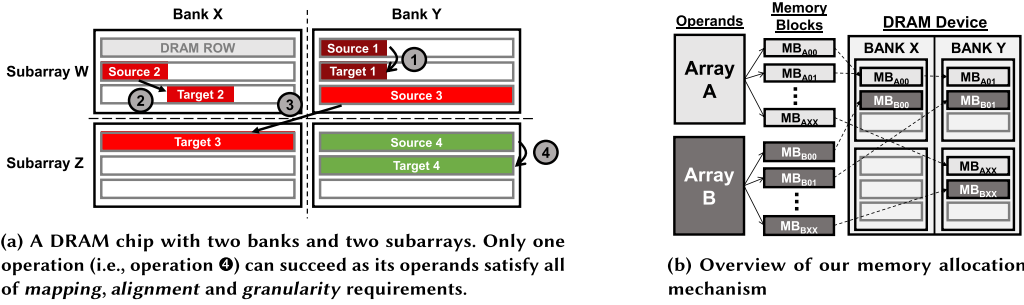 Bank X
Bank Y
Subarray W
DRAM ROW
Source 2
Target 2
2
3
Source 1
Target 1
1
Source 3
Subarray Z
Target 3
Source 4
Target 4
4
(a) A DRAM chip with two banks and two subarrays. Only one
operation (i.e., operation ❹) can succeed as its operands satisfy all
of mapping, alignment and granularity requirements.
Operands
Memory
Blocks
DRAM Device
BANK X
BANK Y
Array
A
MBA00
MBA01
⋮
MBAXX
Array
B
MBB00
MBB01
⋮
MBBXX
MBA00
MBB00
MBA01
MBB01
MBAXX
MBBXX
(b) Overview of our memory allocation
mechanism